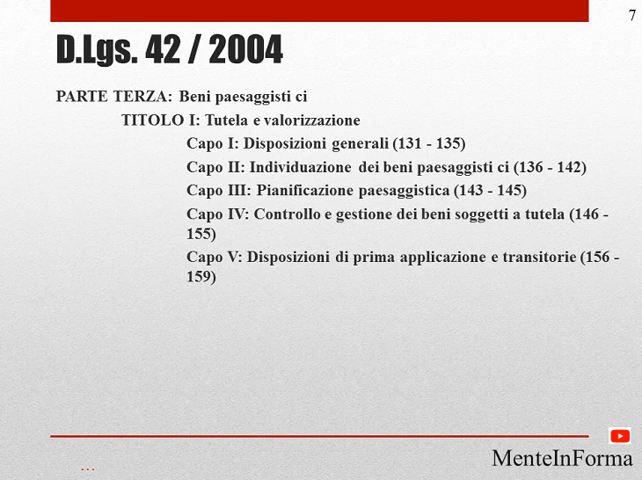 7
D.Lgs. 42 / 2004
PARTE TERZA: Beni paesaggisti ci
TITOLO I: Tutela e valorizzazione
Capo I: Disposizioni generali (131 - 135)
Capo II: Individuazione dei beni paesaggisti ci (136 - 142)
Capo III: Pianificazione paesaggistica (143 - 145)
Capo IV: Controllo e gestione dei beni soggetti a tutela (146 -
155)
Capo V: Disposizioni di prima applicazione e transitorie (156 -
159)
MenteInForma
...